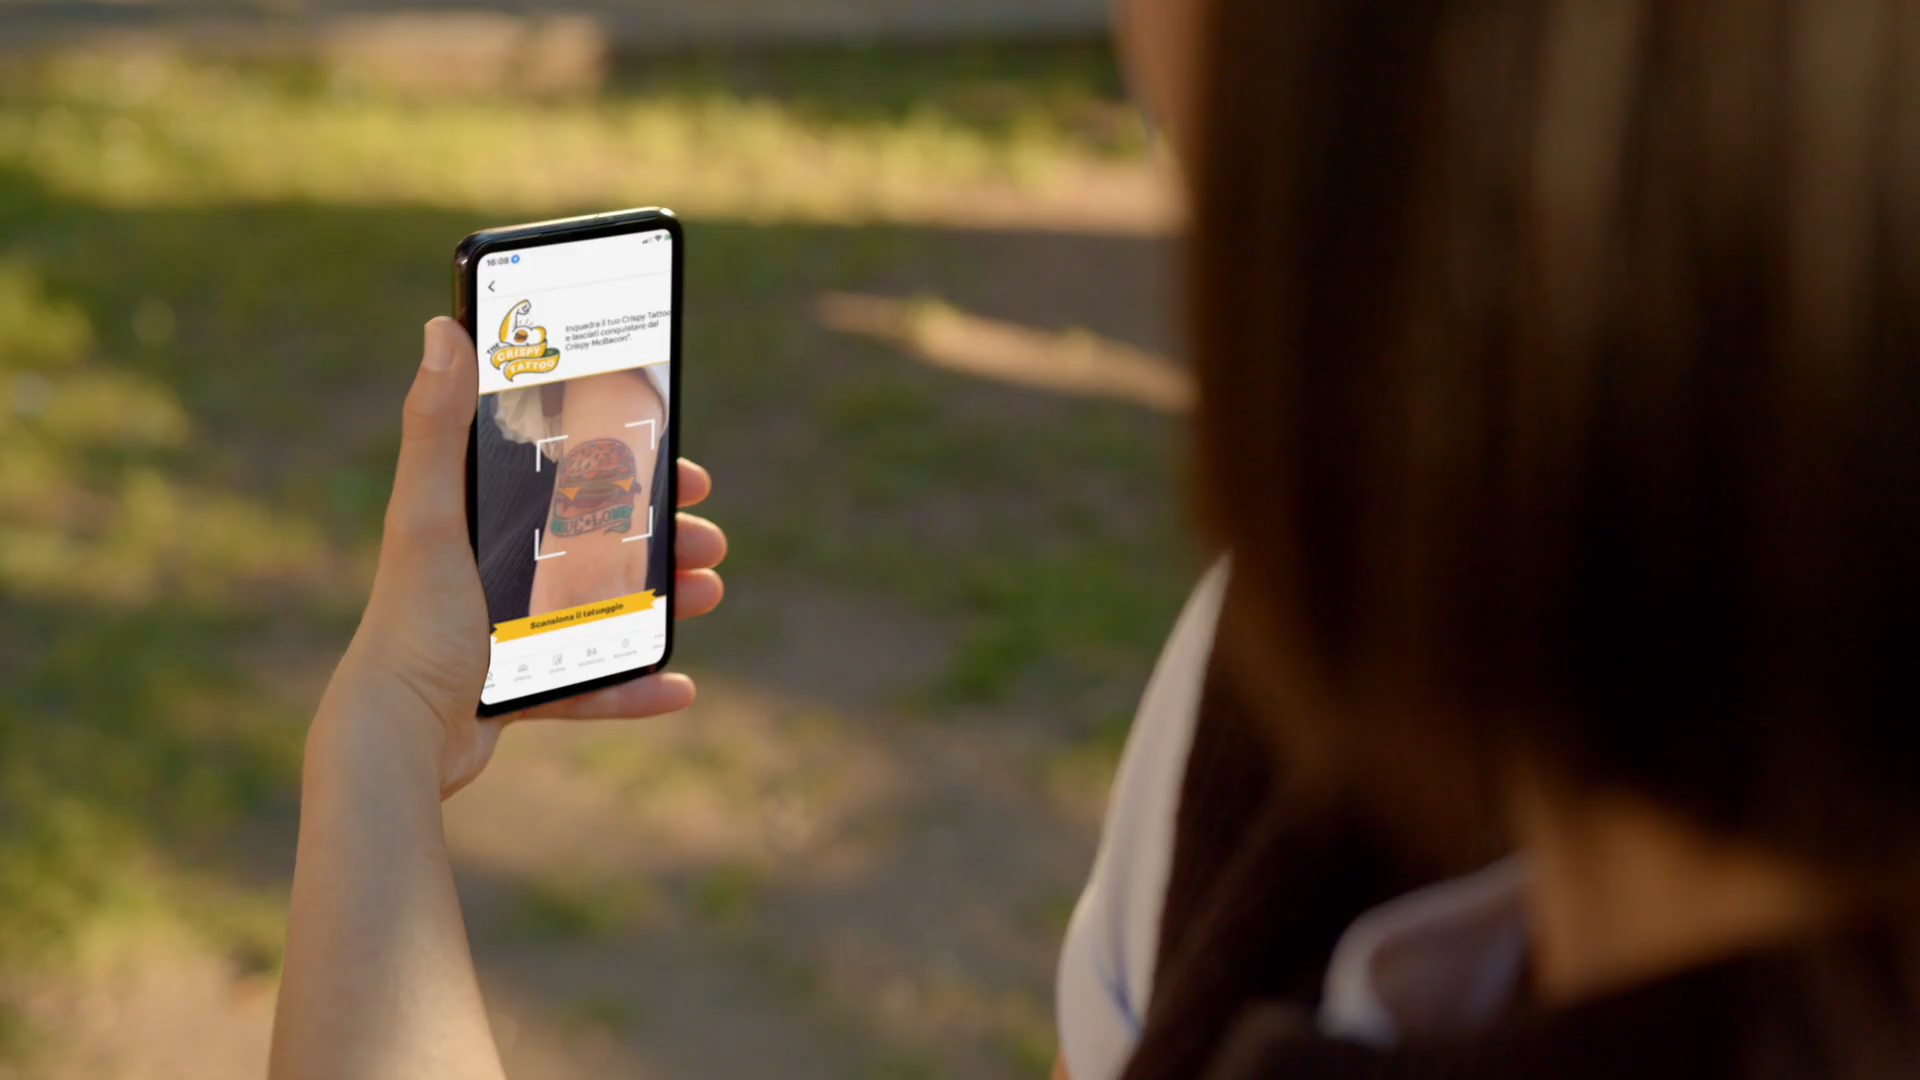 16:08
Inquadra il tuo Crispy Tattoo
e lasciati conquistare dal
Crispy McBacon®.
THE
CRISPY
TATTOO
Scansiona il tatuaggio